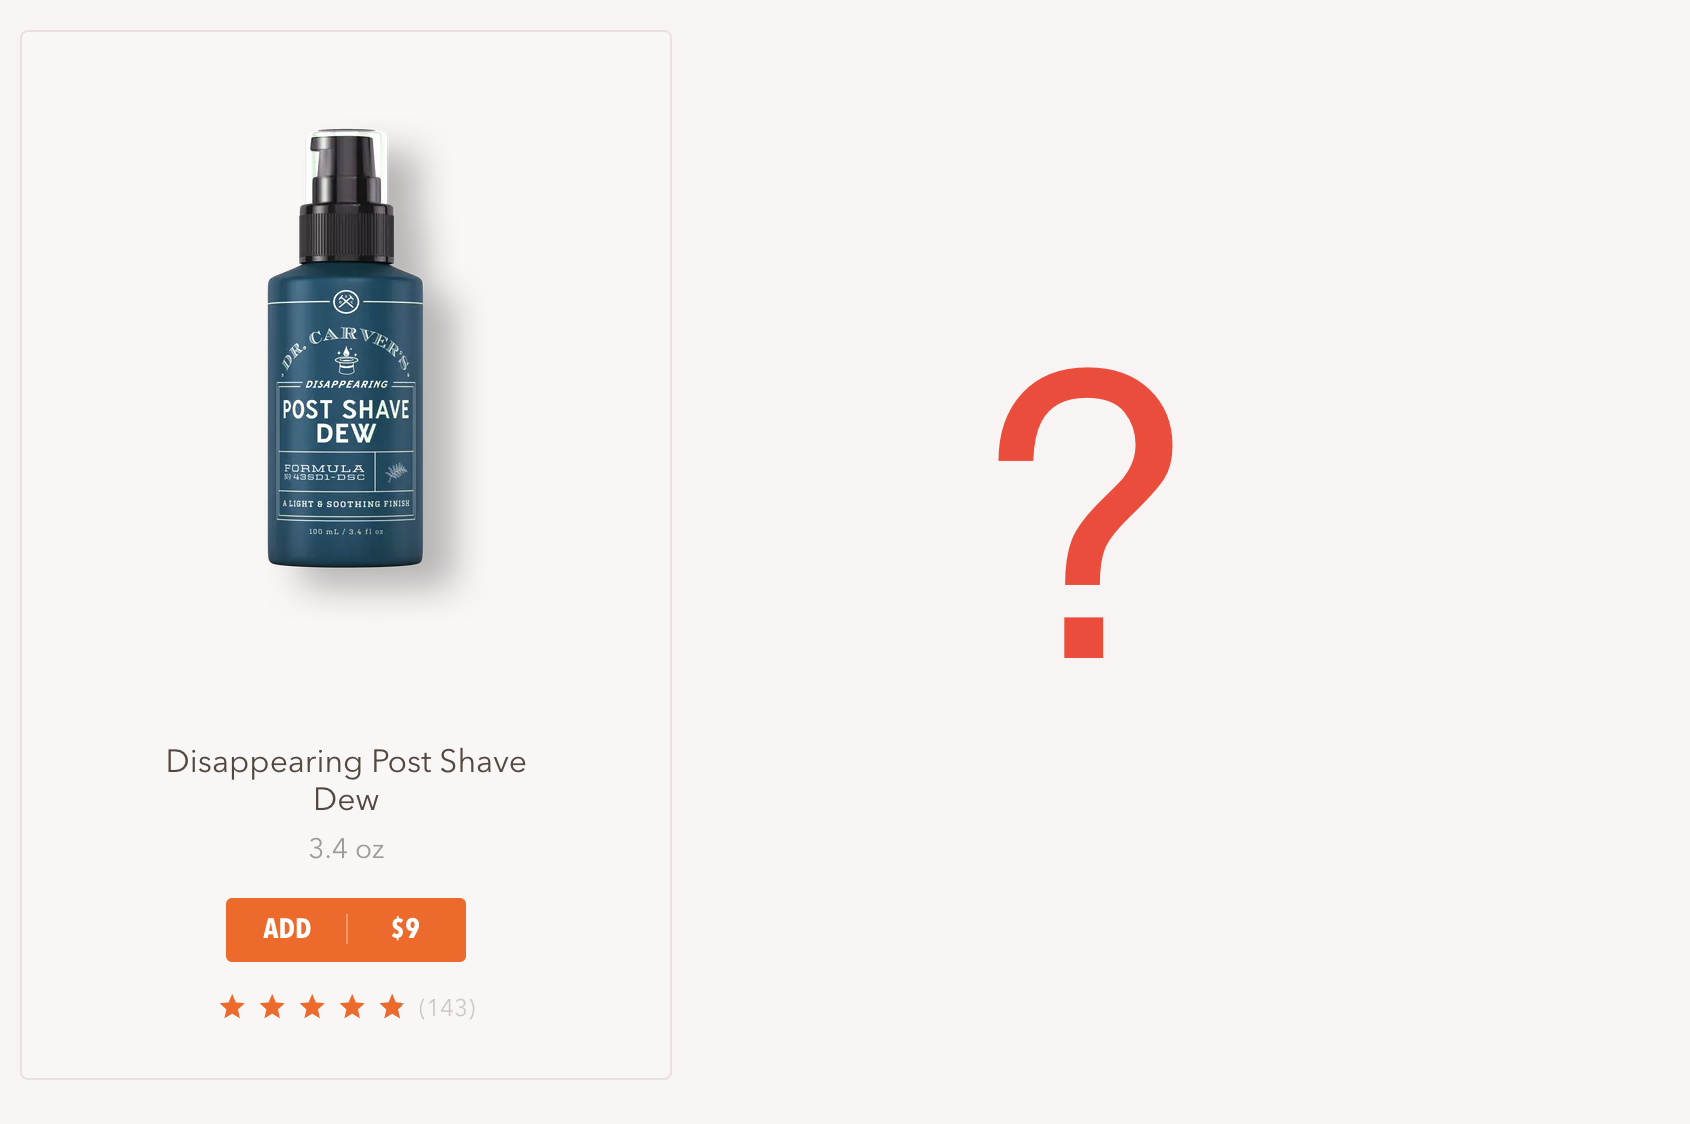 DR. CARVER'S
DISAPPEARING
POST SHAVE
DEW
FORMULA
Nº 43SD1-DSC
A LIGHT & SOOTHING FINISH
100 mL / 3.4 fl oz
Disappearing Post Shave
Dew
3.4 oz
ADD | $9
(143)
?